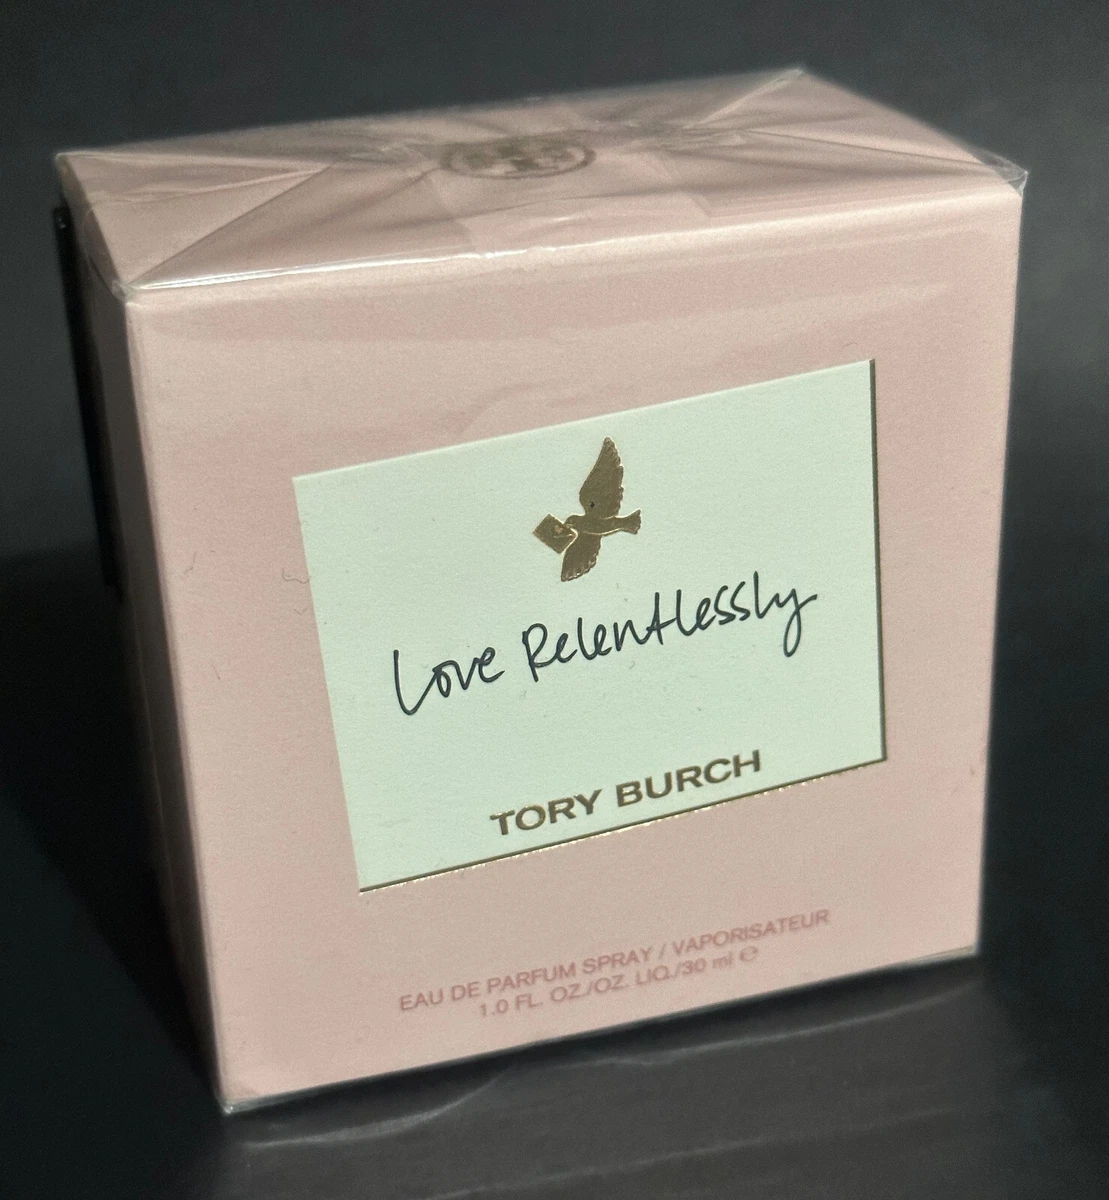 Love Relentlessly
TORY BURCH
EAU DE PARFUM SPRAY / VAPORISATEUR
1.0 FL. OZ./OZ. LIQ./30 ml ℮